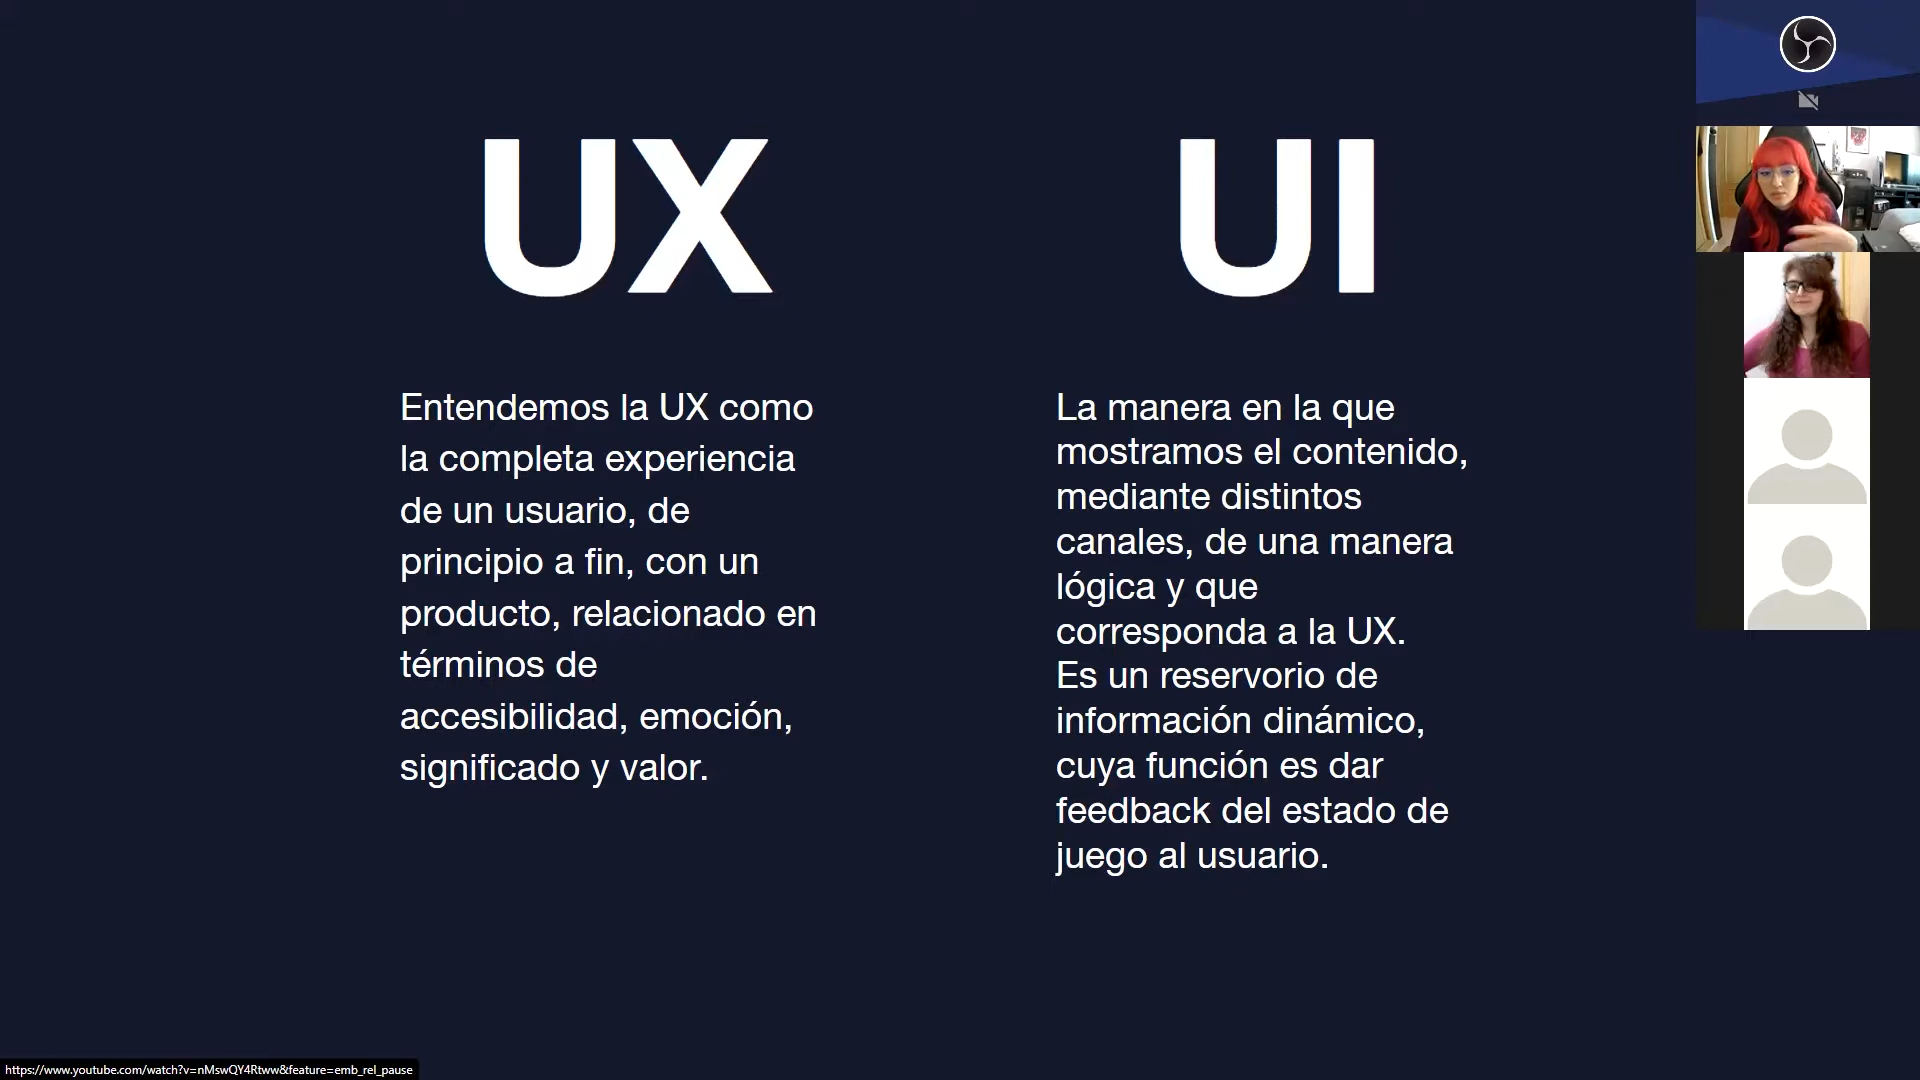 UX
Entendemos la UX como
la completa experiencia
de un usuario, de
principio a fin, con un
producto, relacionado en
términos de
accesibilidad, emoción,
significado y valor.
UI
La manera en la que
mostramos el contenido,
mediante distintos
canales, de una manera
lógica y que
corresponda a la UX.
Es un reservorio de
información dinámico,
cuya función es dar
feedback del estado de
juego al usuario.
https://www.youtube.com/watch?v=nMswQY4Rtww&feature=emb_rel_pause